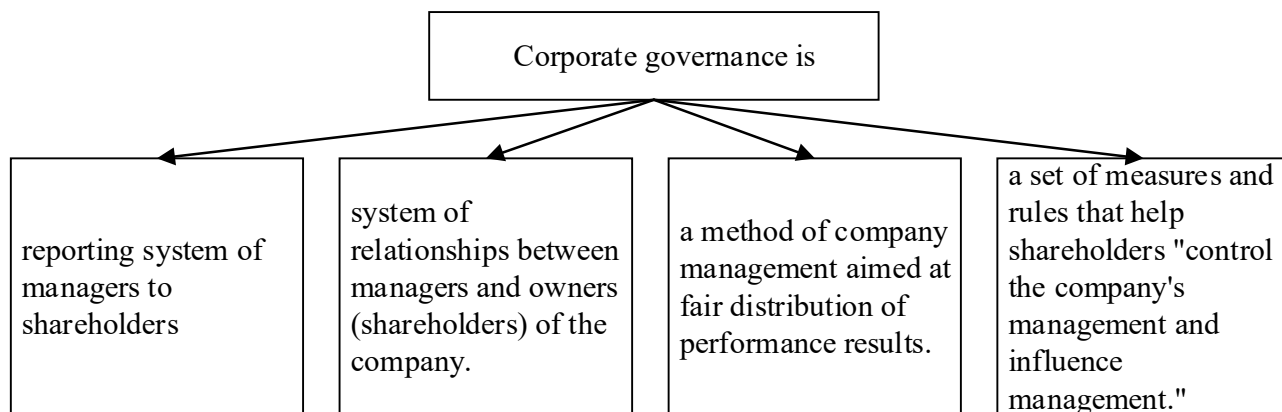 Corporate governance is
reporting system of
managers to
shareholders
system of
relationships between
managers and owners
(shareholders) of the
company.
a method of company
management aimed at
fair distribution of
performance results.
a set of measures and
rules that help
shareholders "control
the company's
management and
influence
management."